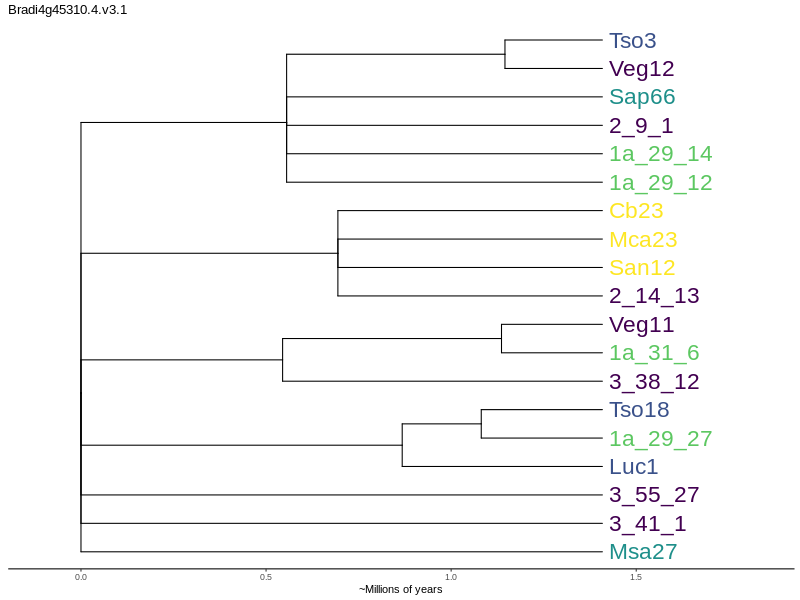 Bradi4g45310.4.v3.1
Tso3
Veg12
Sap66
2_9_1
1a_29_14
1a_29_12
Cb23
Mca23
San12
2_14_13
Veg11
1a_31_6
3_38_12
Tso18
1a_29_27
Luc1
3_55_27
3_41_1
Msa27
0.0 0.5 1.0 1.5
~Millions of years